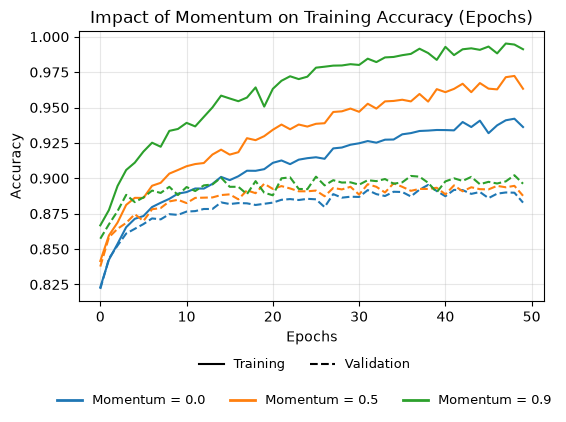 Impact of Momentum on Training Accuracy (Epochs)
1.000
0.975
0.950
0.925
0.900
0.875
0.850
0.825
Accuracy
0 10 20 30 40 50
Epochs
Training Validation
Momentum = 0.0 Momentum = 0.5 Momentum = 0.9